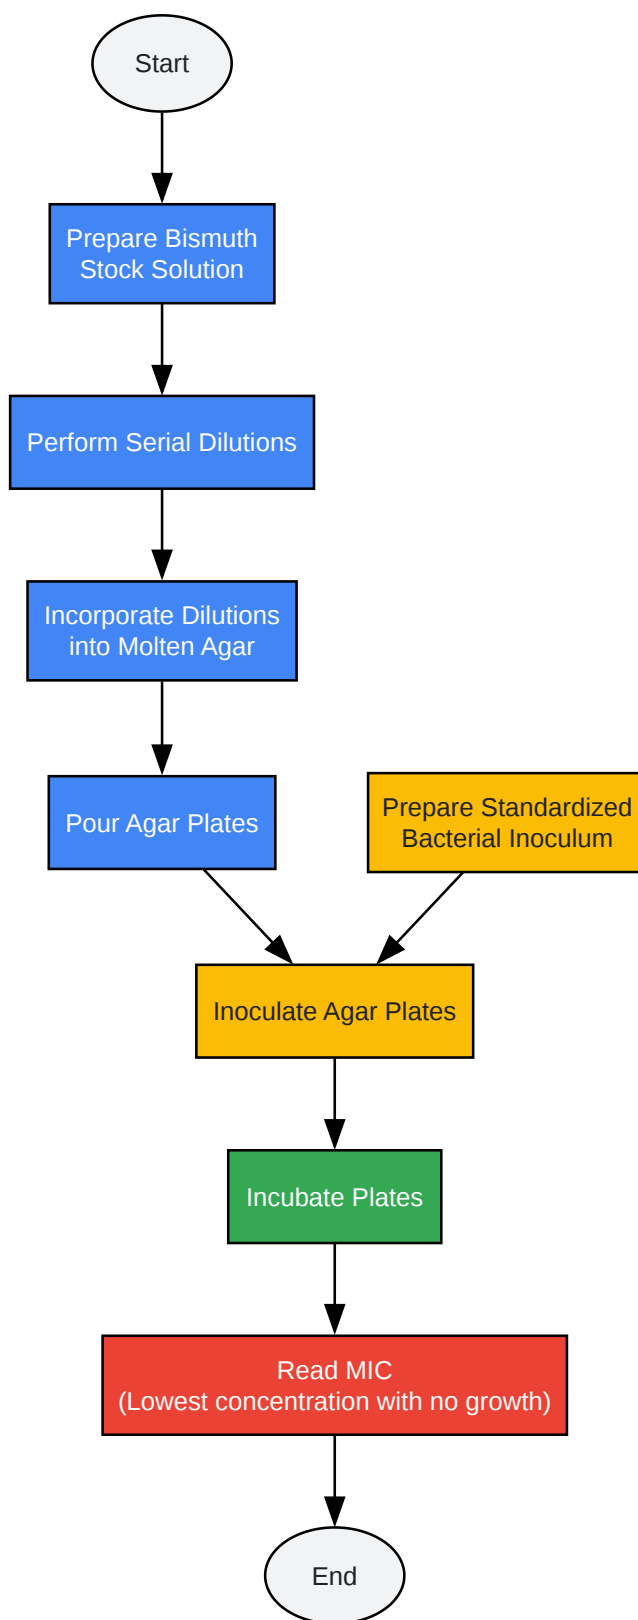 Start
Prepare Bismuth
Stock Solution
Perform Serial Dilutions
Incorporate Dilutions
into Molten Agar
Pour Agar Plates
Prepare Standardized
Bacterial Inoculum
Inoculate Agar Plates
Incubate Plates
Read MIC
(Lowest concentration with no growth)
End